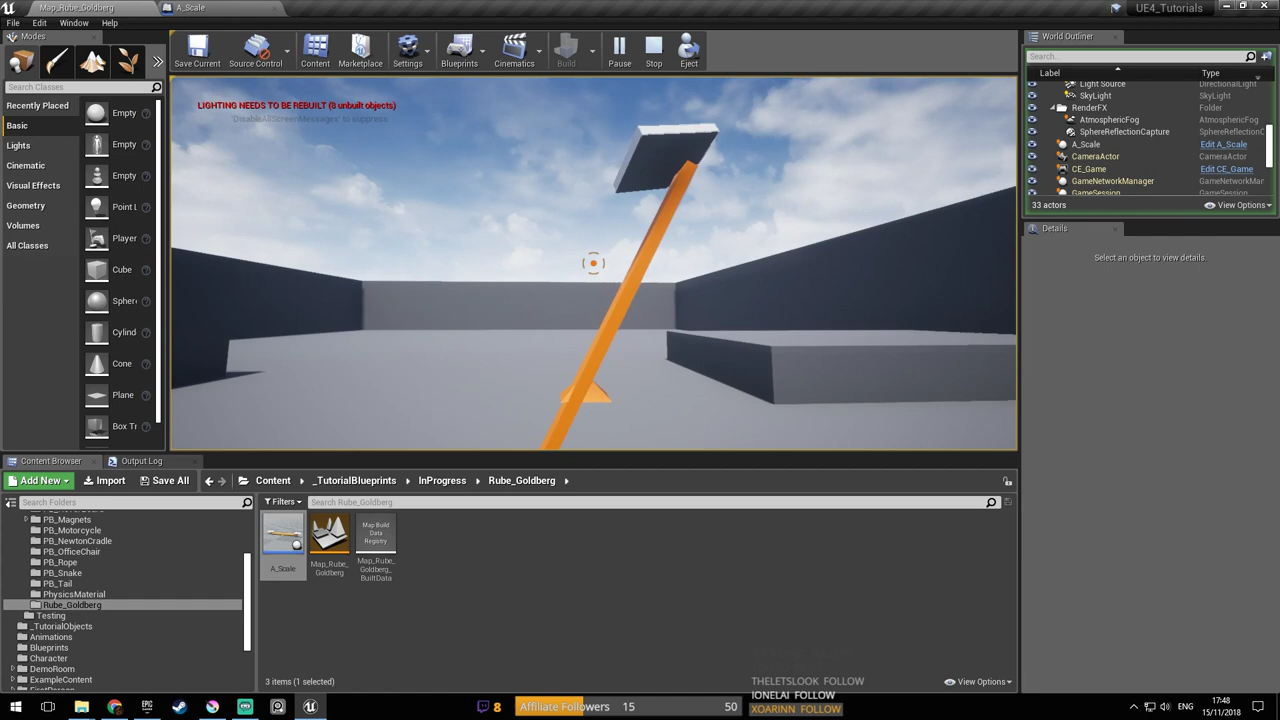 Map_Rube_Goldberg
A_Scale
UE4_Tutorials
File
Edit
Window
Help
Modes
Search Classes
Recently Placed
Basic
Lights
Cinematic
Visual Effects
Geometry
Volumes
All Classes
Empty
Empty
Empty
Point L
Player
Cube
Sphere
Cylind
Cone
Plane
Box Tr
Save Current
Source Control
Content
Marketplace
Settings
Blueprints
Cinematics
Build
Pause
Stop
Eject
LIGHTING NEEDS TO BE REBUILT (8 unbuilt objects)
'DisableAllScreenMessages' to suppress
World Outliner
Search...
Label
Type
Light Source
DirectionalLight
SkyLight
SkyLight
RenderFX
Folder
AtmosphericFog
AtmosphericFog
SphereReflectionCapture
SphereReflectionC
A_Scale
Edit A_Scale
CameraActor
CameraActor
CE_Game
Edit CE_Game
GameNetworkManager
GameNetworkMan
GameSession
GameSession
33 actors
View Options
Details
Select an object to view details.
Content Browser
Output Log
Add New
Import
Save All
Content
_TutorialBlueprints
InProgress
Rube_Goldberg
Search Folders
Filters
Search Rube_Goldberg
PB_Magnets
PB_Motorcycle
PB_NewtonCradle
PB_OfficeChair
PB_Rope
PB_Snake
PB_Tail
PhysicsMaterial
Rube_Goldberg
Testing
_TutorialObjects
Animations
Blueprints
Character
DemoRoom
ExampleContent
A_Scale
Map_Rube_
Goldberg
Map Build
Data
Registry
Map_Rube_
Goldberg_
BuiltData
3 items (1 selected)
View Options
THELETSLOOK FOLLOW
IONELAI FOLLOW
XOARINN FOLLOW
8
Affiliate Followers
15
50
ENG
17:48
15/11/2018